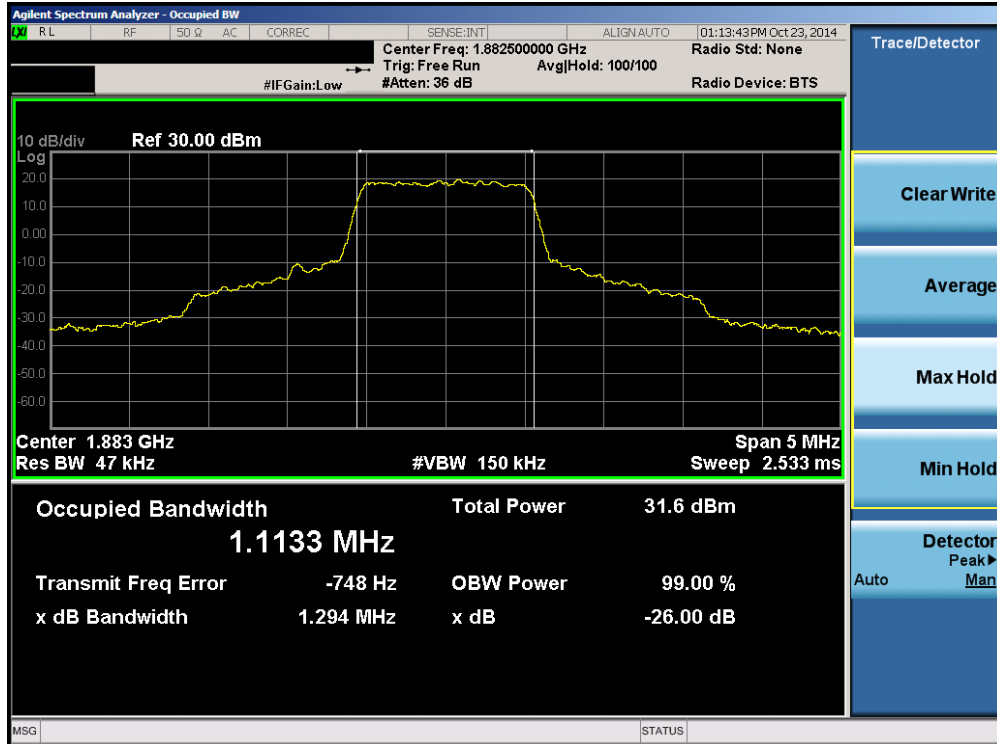 Agilent Spectrum Analyzer - Occupied BW
LXI RL RF 50 Ω AC CORREC SENSE:INT ALIGN AUTO 01:13:43 PM Oct 23, 2014
Center Freq: 1.882500000 GHz Radio Std: None
Trig: Free Run Avg|Hold: 100/100
#IFGain:Low #Atten: 36 dB Radio Device: BTS
10 dB/div Ref 30.00 dBm
Log
20.0
10.0
0.00
-10.0
-20.0
-30.0
-40.0
-50.0
-60.0
Center 1.883 GHz Span 5 MHz
Res BW 47 kHz #VBW 150 kHz Sweep 2.533 ms
Occupied Bandwidth Total Power 31.6 dBm
1.1133 MHz
Transmit Freq Error -748 Hz OBW Power 99.00 %
x dB Bandwidth 1.294 MHz x dB -26.00 dB
MSG STATUS
Trace/Detector
Clear Write
Average
Max Hold
Min Hold
Detector
Peak▶
Auto Man